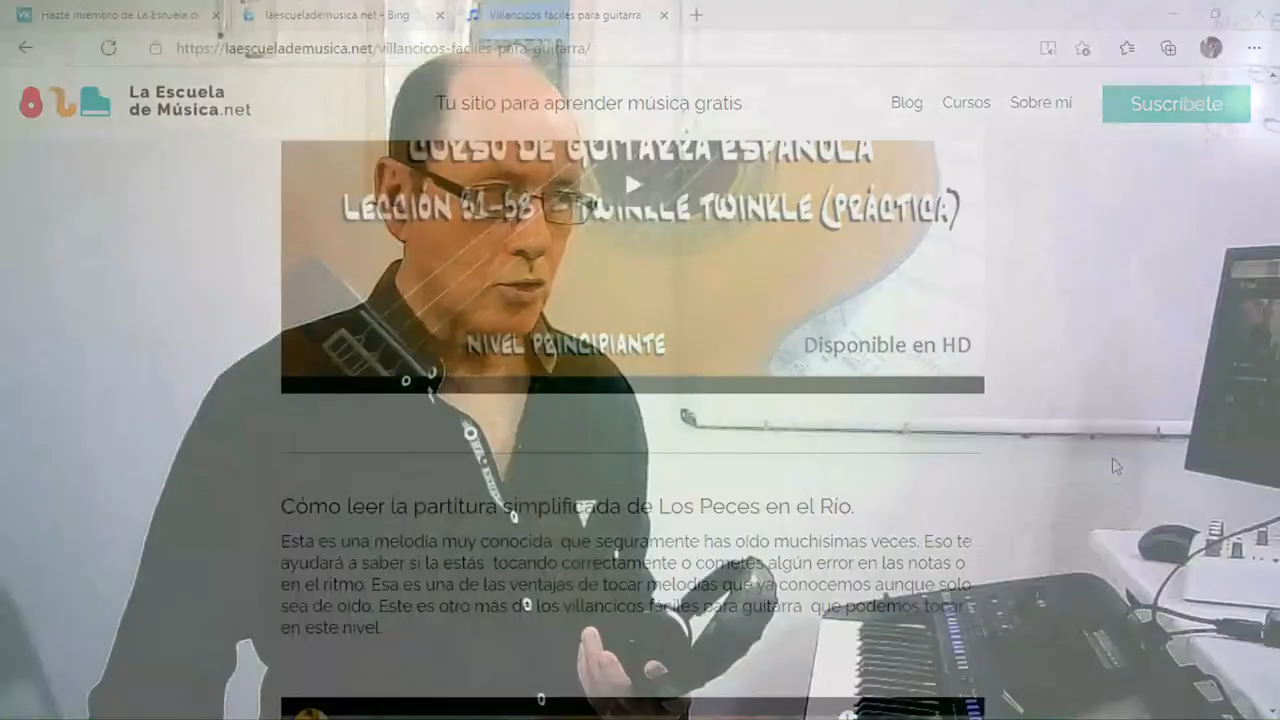 Hazte miembro de La Escuela de
laescuelademusica.net - Bing
Villancicos fáciles para guitarra
https://laescuelademusica.net/villancicos-faciles-para-guitarra/
La Escuela
de Música.net
Tu sitio para aprender música gratis
Blog
Cursos
Sobre mí
Suscríbete
CURSO DE GUITARRA ESPAÑOLA
LECCIÓN 51-58 - TWINKLE TWINKLE (PRÁCTICA)
NIVEL PRINCIPIANTE
Disponible en HD
Cómo leer la partitura simplificada de Los Peces en el Río.
Esta es una melodía muy conocida que seguramente has oído muchísimas veces. Eso te
ayudará a saber si la estás tocando correctamente o cometes algún error en las notas o
en el ritmo. Esa es una de las ventajas de tocar melodías que ya conocemos aunque solo
sea de oído. Este es otro más de los villancicos fáciles para guitarra que podemos tocar
en este nivel.